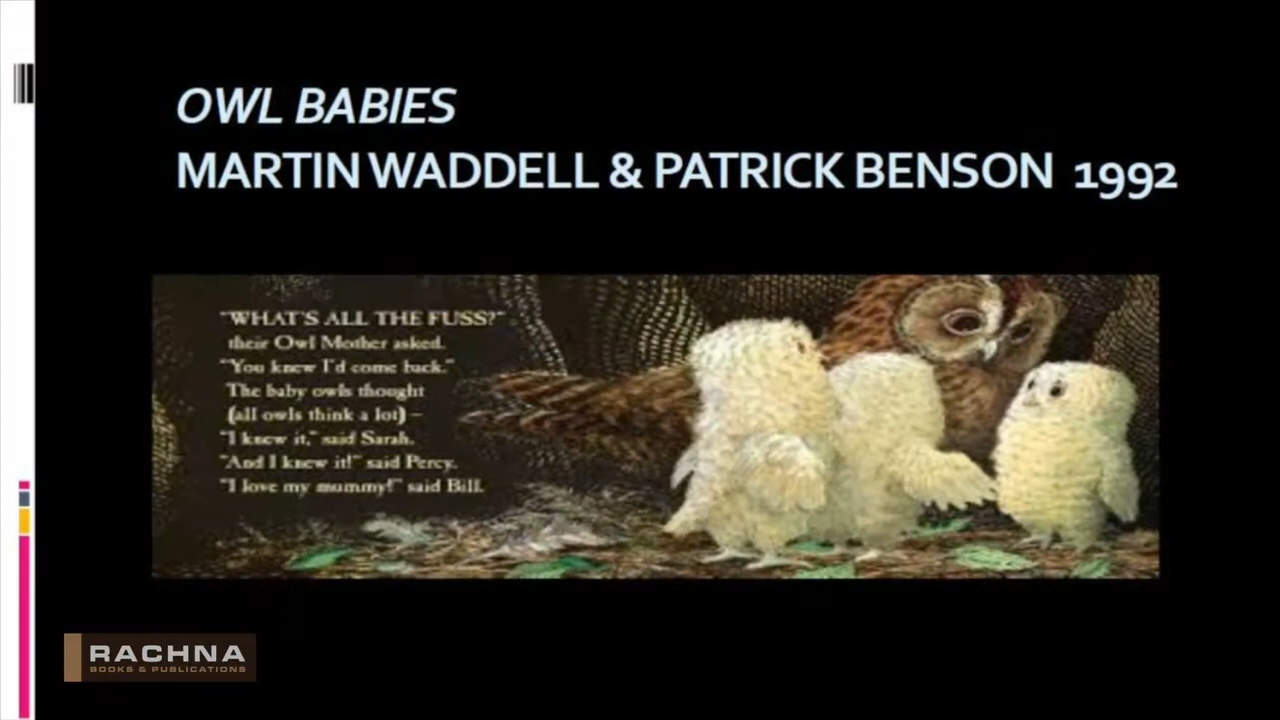 OWL BABIES
MARTIN WADDELL & PATRICK BENSON 1992
"WHAT'S ALL THE FUSS?"
their Owl Mother asked.
"You knew I'd come back."
The baby owls thought
(all owls think a lot) –
"I knew it," said Sarah.
"And I knew it!" said Percy.
"I love my mummy!" said Bill.
RACHNA
BOOKS & PUBLICATIONS